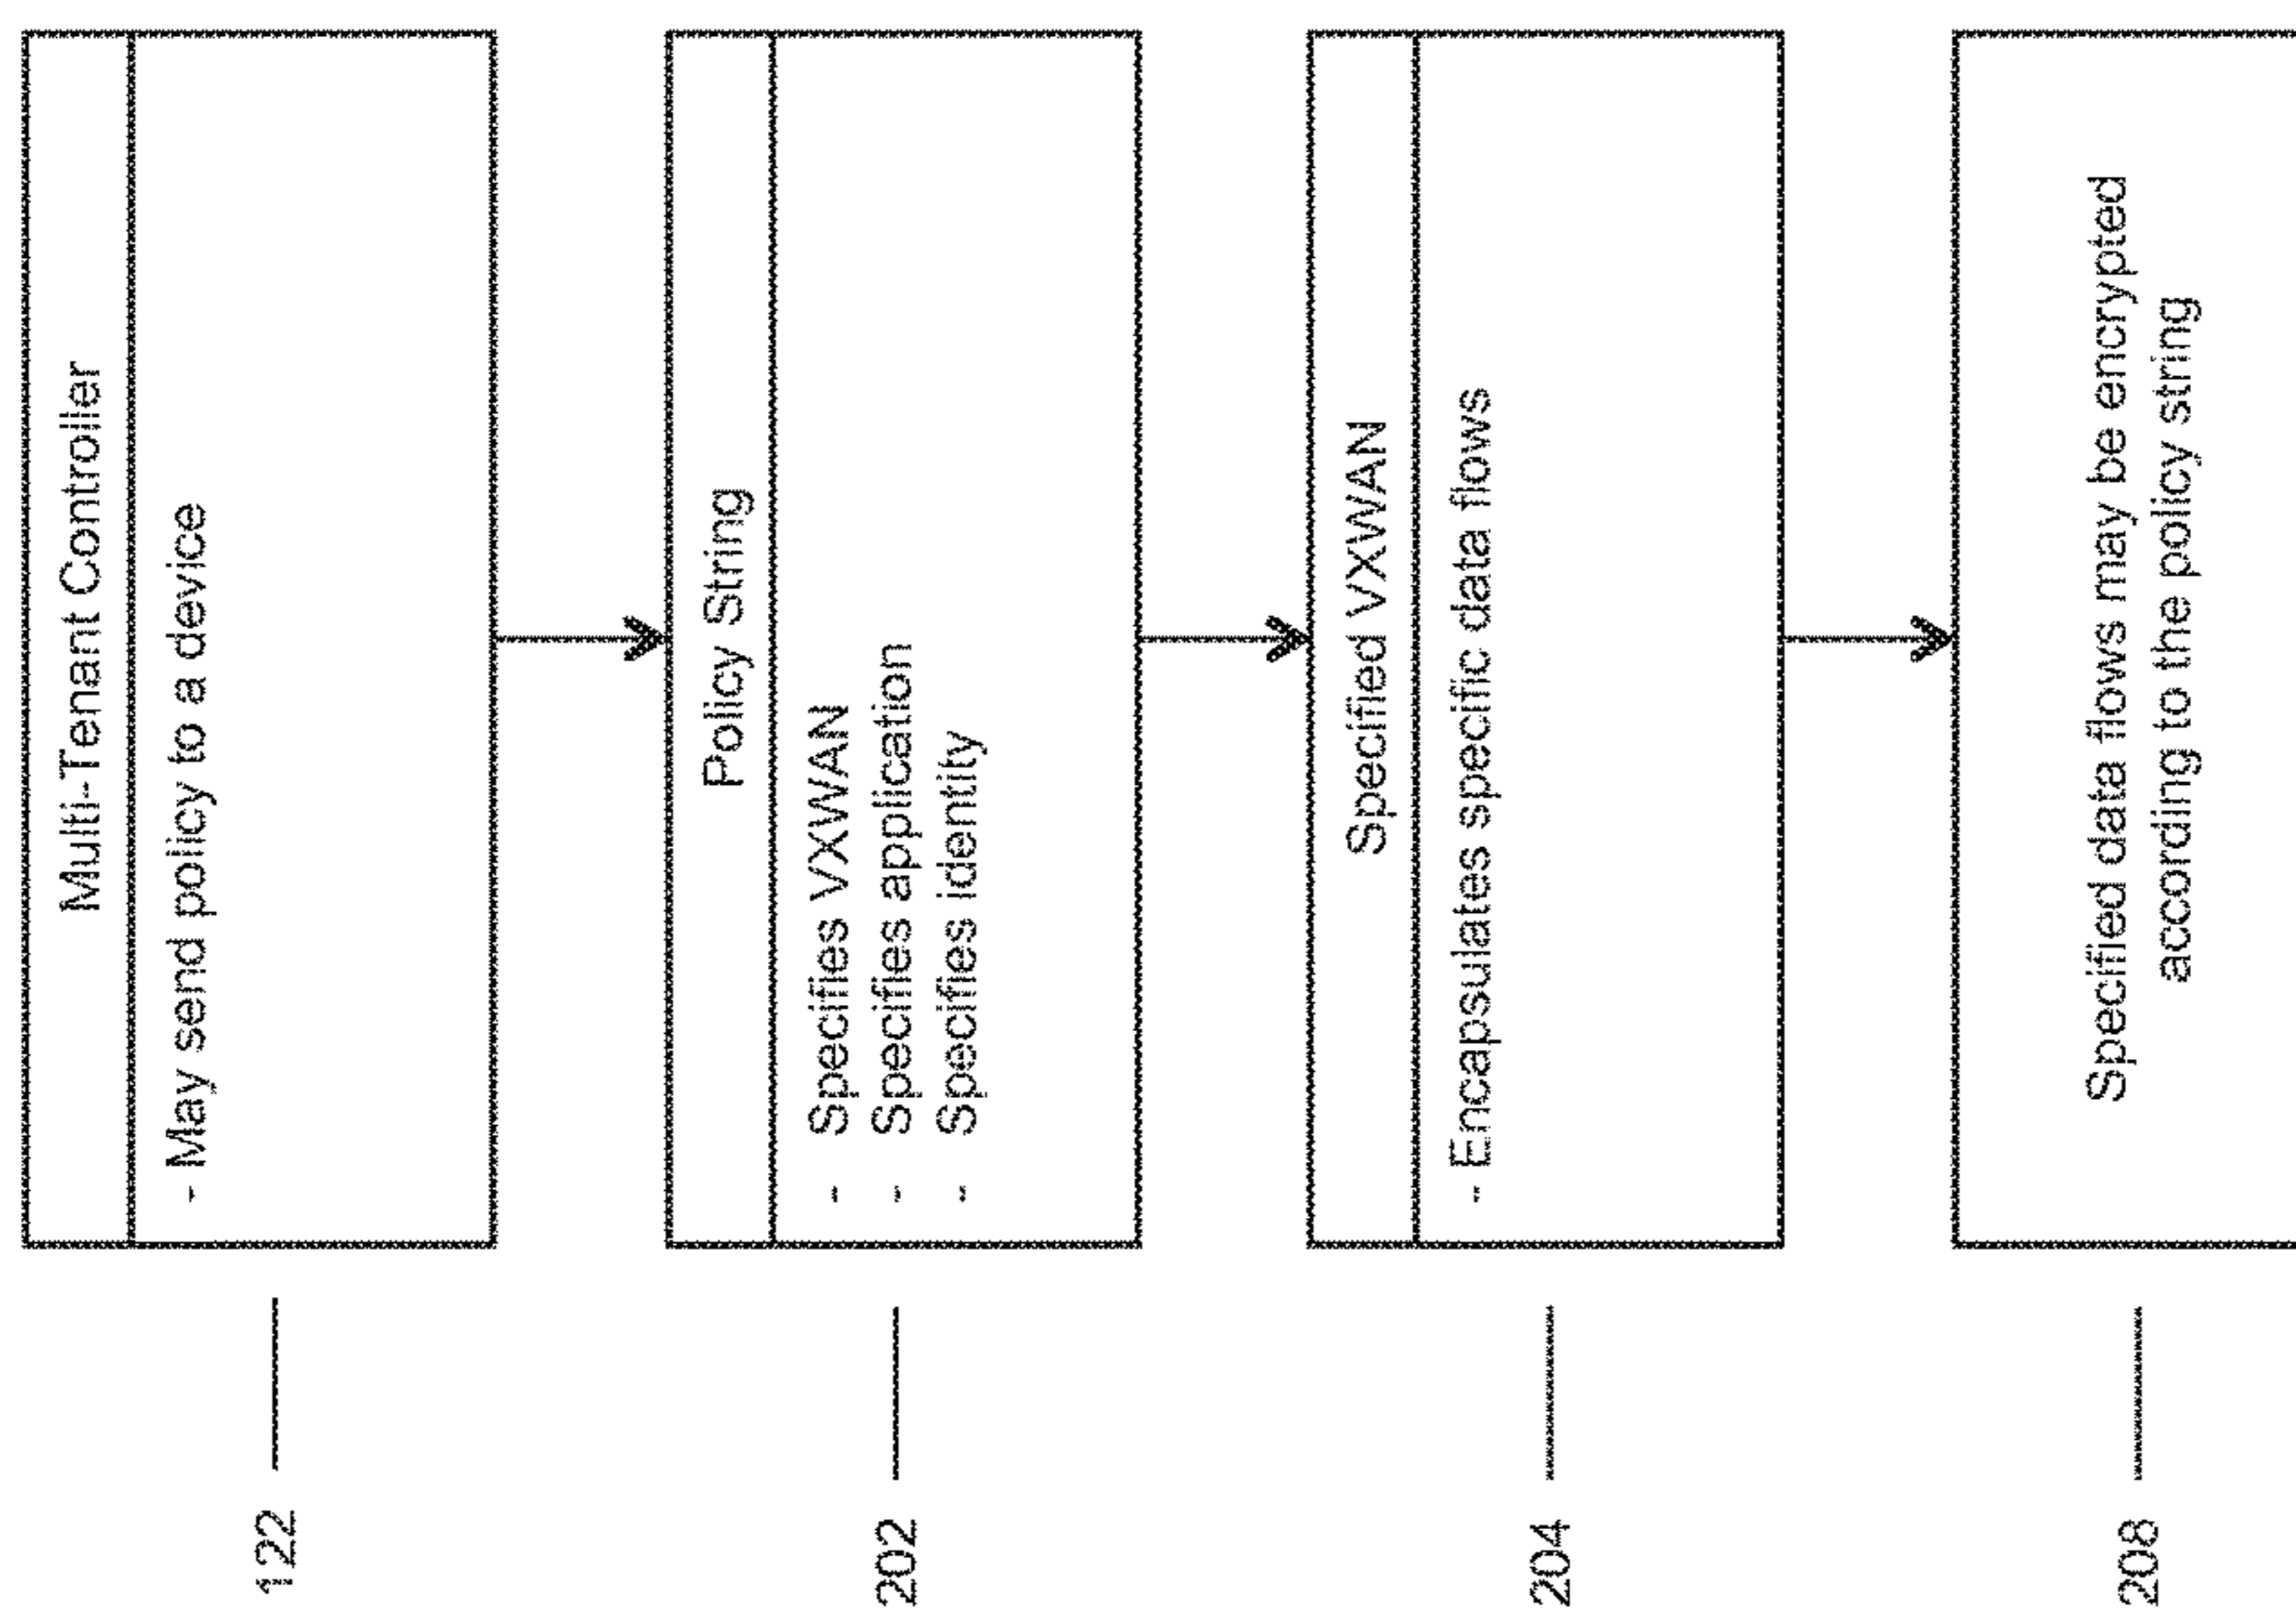 Multi-Tenant Controller
- May send policy to a device
122
Policy String
- Specifies VXWAN
- Specifies application
- Specifies identity
202
Specified VXWAN
- Encapsulates specific data flows
204
Specified data flows may be encrypted
according to the policy string
208